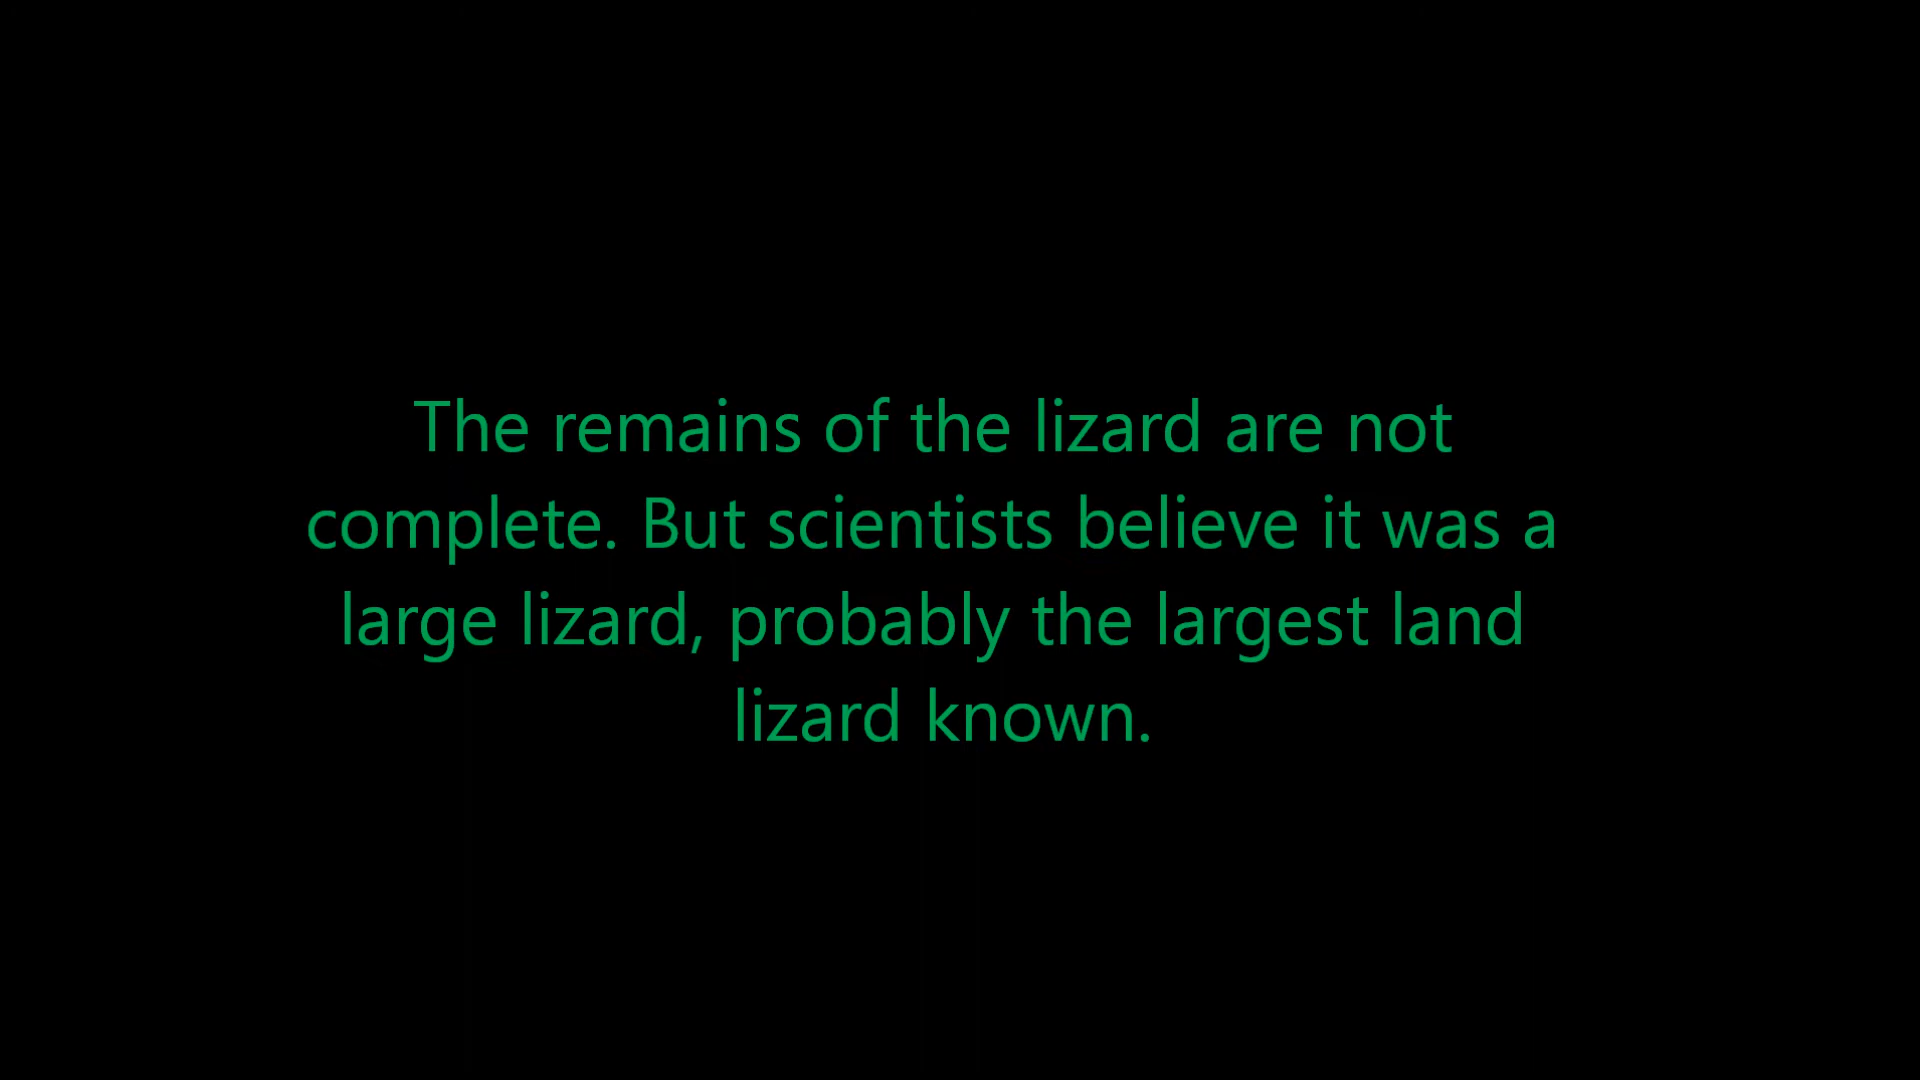 The remains of the lizard are not
complete. But scientists believe it was a
large lizard, probably the largest land
lizard known.